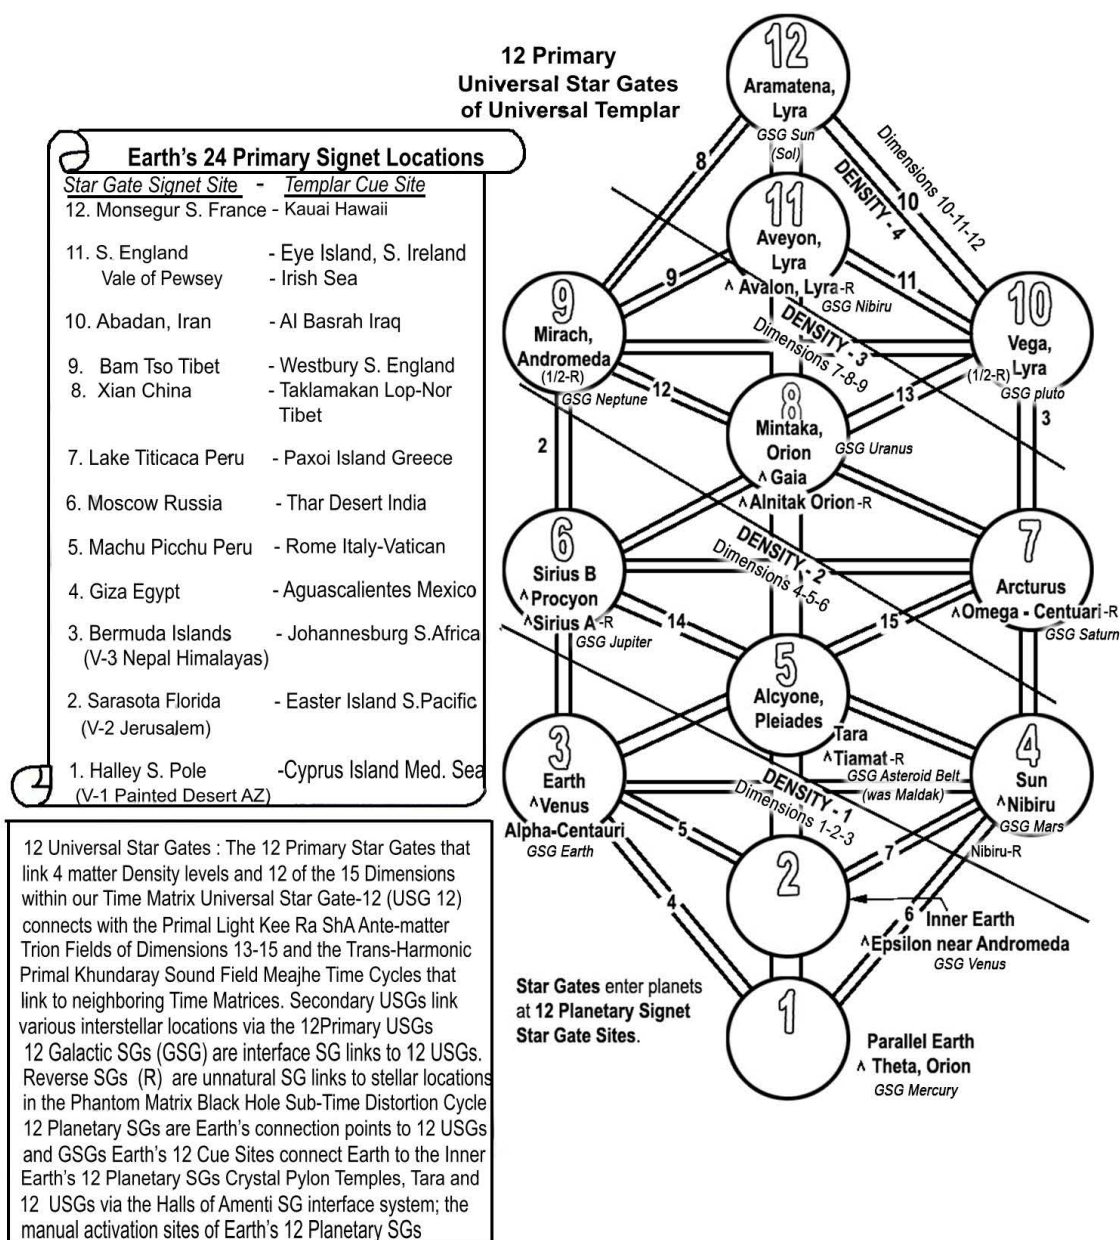 12 Primary
Universal Star Gates
of Universal Templar
Earth's 24 Primary Signet Locations
Star Gate Signet Site - Templar Cue Site
12. Monsegur S. France - Kauai Hawaii
11. S. England - Eye Island, S. Ireland
Vale of Pewsey - Irish Sea
10. Abadan, Iran - Al Basrah Iraq
9. Bam Tso Tibet - Westbury S. England
8. Xian China - Taklamakan Lop-Nor
Tibet
7. Lake Titicaca Peru - Paxoi Island Greece
6. Moscow Russia - Thar Desert India
5. Machu Picchu Peru - Rome Italy-Vatican
4. Giza Egypt - Aguascalientes Mexico
3. Bermuda Islands - Johannesburg S.Africa
(V-3 Nepal Himalayas)
2. Sarasota Florida - Easter Island S.Pacific
(V-2 Jerusalem)
1. Halley S. Pole -Cyprus Island Med. Sea
(V-1 Painted Desert AZ)
12 Universal Star Gates : The 12 Primary Star Gates that
link 4 matter Density levels and 12 of the 15 Dimensions
within our Time Matrix Universal Star Gate-12 (USG 12)
connects with the Primal Light Kee Ra ShA Ante-matter
Trion Fields of Dimensions 13-15 and the Trans-Harmonic
Primal Khundaray Sound Field Meajhe Time Cycles that
link to neighboring Time Matrices. Secondary USGs link
various interstellar locations via the 12Primary USGs
12 Galactic SGs (GSG) are interface SG links to 12 USGs.
Reverse SGs (R) are unnatural SG links to stellar locations
in the Phantom Matrix Black Hole Sub-Time Distortion Cycle
12 Planetary SGs are Earth's connection points to 12 USGs
and GSGs Earth's 12 Cue Sites connect Earth to the Inner
Earth's 12 Planetary SGs Crystal Pylon Temples, Tara and
12 USGs via the Halls of Amenti SG interface system; the
manual activation sites of Earth's 12 Planetary SGs
12
Aramatena,
Lyra
GSG Sun
(Sol)
8
10
DENSITY - 4
Dimensions 10-11-12
11
Aveyon,
Lyra
^ Avalon, Lyra-R
GSG Nibiru
9
11
DENSITY - 3
Dimensions 7-8-9
9
Mirach,
Andromeda
(1/2-R)
GSG Neptune
10
Vega,
Lyra
(1/2-R)
GSG pluto
12
13
2
3
8
Mintaka,
Orion
^ Gaia
^ Alnitak Orion-R
GSG Uranus
DENSITY - 2
Dimensions 4-5-6
6
Sirius B
^ Procyon
^ Sirius A-R
GSG Jupiter
7
Arcturus
^ Omega - Centuari-R
GSG Saturn
14
15
5
Alcyone,
Pleiades
Tara
^ Tiamat-R
GSG Asteroid Belt
(was Maldak)
DENSITY - 1
Dimensions 1-2-3
3
Earth
^ Venus
Alpha-Centauri
GSG Earth
4
Sun
^ Nibiru
GSG Mars
Nibiru-R
5
7
4
6
2
Inner Earth
^ Epsilon near Andromeda
GSG Venus
Star Gates enter planets
at 12 Planetary Signet
Star Gate Sites.
1
Parallel Earth
^ Theta, Orion
GSG Mercury